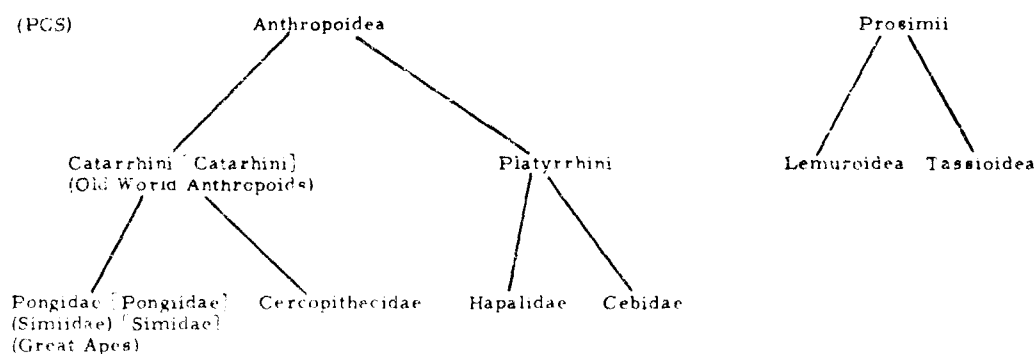 (PGS) Anthropoidea Prosimii
Catarrhini [Catarhini] Platyrrhini Lemuroidea Tassioidea
(Old World Anthropoids)
Pongidae [Pongiidae] Cercopithecidae Hapalidae Cebidae
(Simiidae) [Simidae]
(Great Apes)